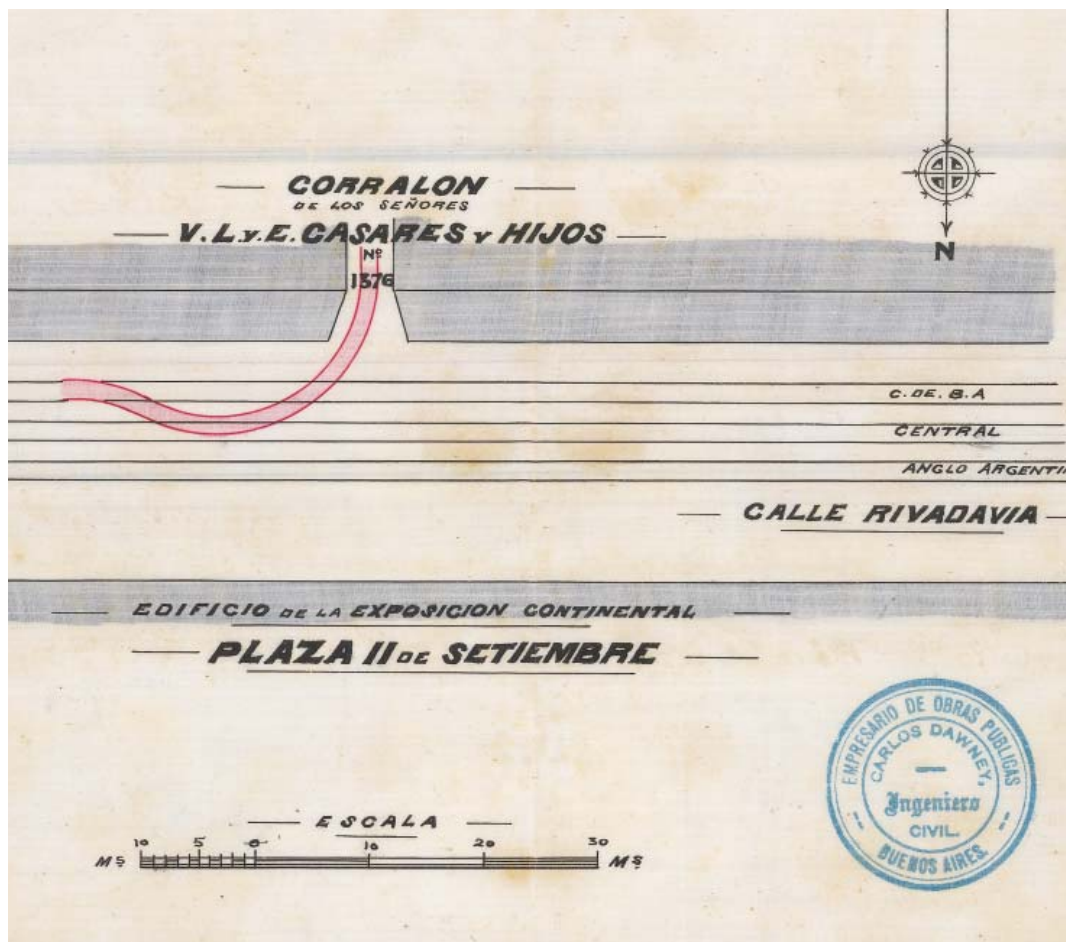 CORRALON
DE LOS SEÑORES
V. L. y. E. CASARES Y HIJOS
Nº
1376
N
C. DE. B. A
CENTRAL
ANGLO ARGENTI
CALLE RIVADAVIA
EDIFICIO DE LA EXPOSICION CONTINENTAL
PLAZA 11 DE SETIEMBRE
EMPRESARIO DE OBRAS PUBLICAS
CARLOS DAWNEY,
Ingeniero
CIVIL.
BUENOS AIRES.
ESCALA
10 5 0 10 20 30
Mˢ Mˢ